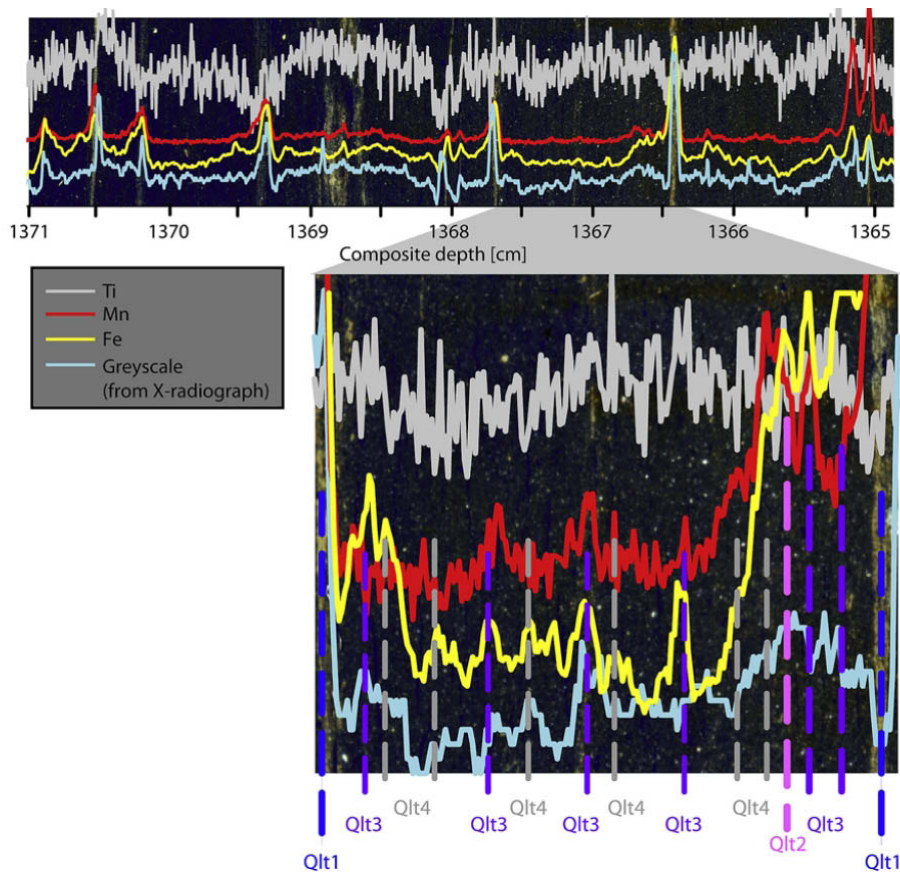 1371 1370 1369 1368 1367 1366 1365
Composite depth [cm]
Ti
Mn
Fe
Greyscale
(from X-radiograph)
Qlt4 Qlt4 Qlt4 Qlt4
Qlt3 Qlt3 Qlt3 Qlt3 Qlt3
Qlt2
Qlt1 Qlt1